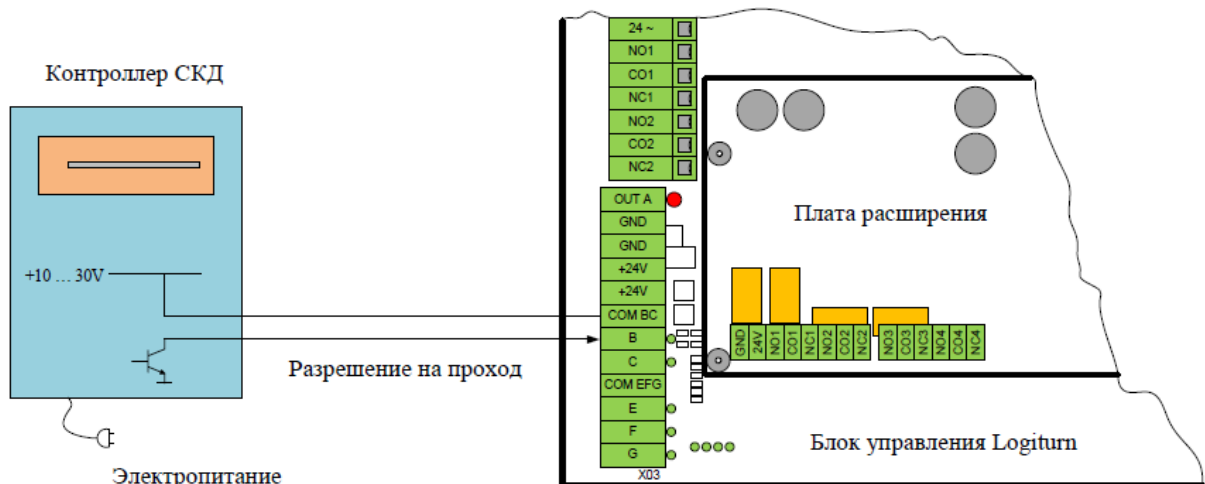 Контроллер СКД
+10 ... 30V
Разрешение на проход
Электропитание
24 ~
NO1
CO1
NC1
NO2
CO2
NC2
OUT A
GND
GND
+24V
+24V
COM BC
B
C
COM EFG
E
F
G
X03
Плата расширения
GND
24V
NO1
CO1
NC1
NO2
CO2
NC2
NO3
CO3
NC3
NO4
CO4
NC4
Блок управления Logiturn